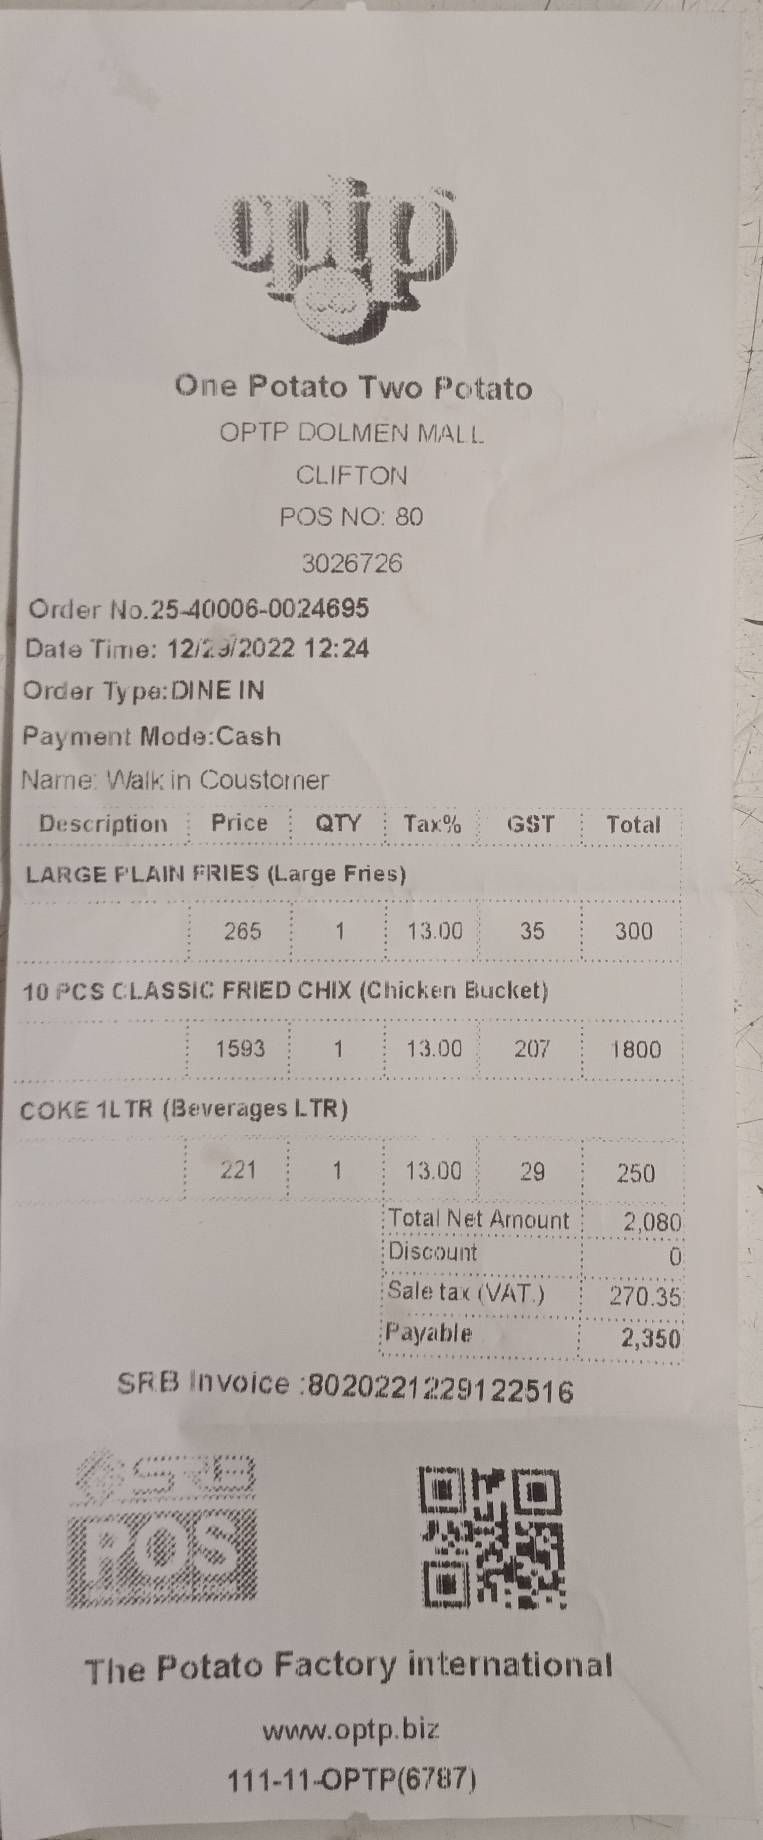 optp
One Potato Two Potato
OPTP DOLMEN MALL
CLIFTON
POS NO: 80
3026726
Order No.25-40006-0024695
Date Time: 12/29/2022 12:24
Order Type:DINE IN
Payment Mode:Cash
Name: Walk in Coustomer
Description Price QTY Tax% GST Total
LARGE PLAIN FRIES (Large Fries)
265 1 13.00 35 300
10 PCS CLASSIC FRIED CHIX (Chicken Bucket)
1593 1 13.00 207 1800
COKE 1LTR (Beverages LTR)
221 1 13.00 29 250
Total Net Amount 2,080
Discount 0
Sale tax (VAT.) 270.35
Payable 2,350
SRB Invoice :8020221229122516
SRB
POS
The Potato Factory international
www.optp.biz
111-11-OPTP(6787)